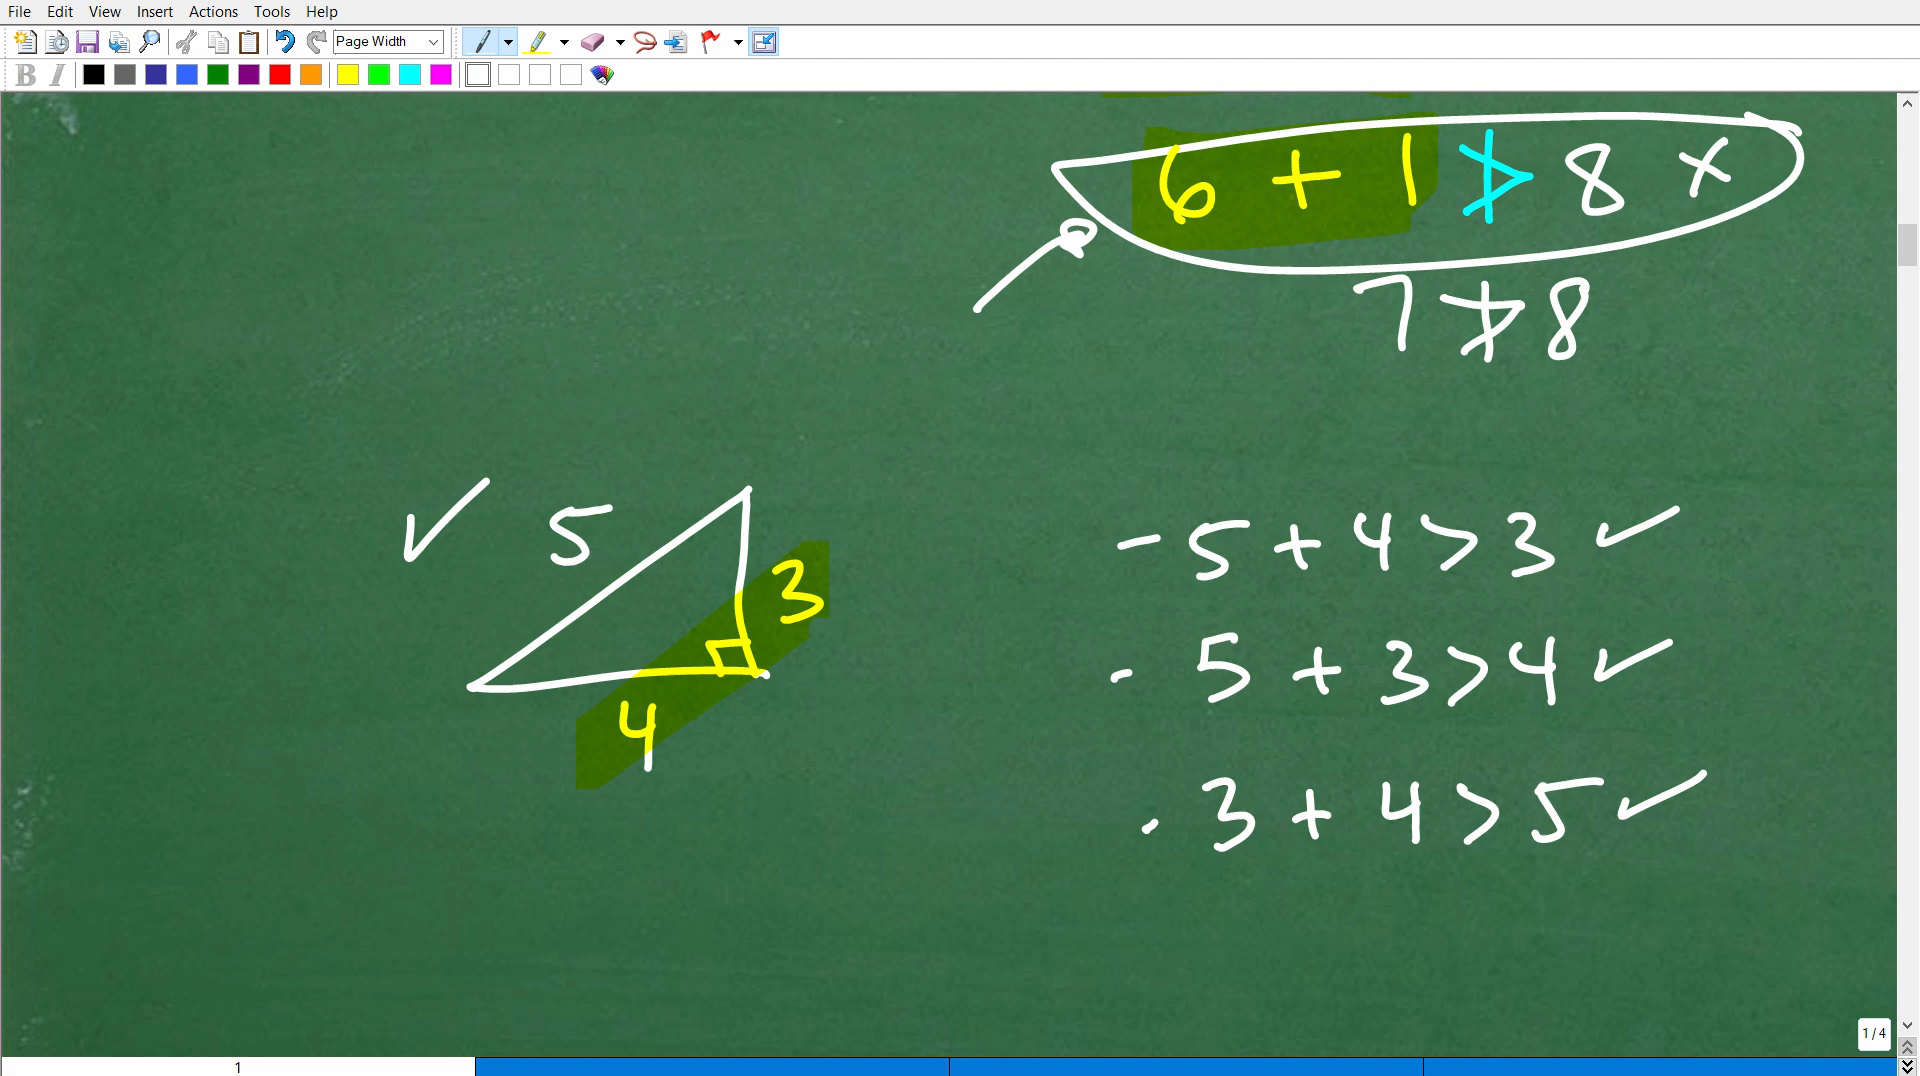 File Edit View Insert Actions Tools Help
Page Width
B I
6 + 1 ≯ 8 ×
7 ≯ 8
✓ 5
3
4
- 5 + 4 > 3 ✓
- 5 + 3 > 4 ✓
. 3 + 4 > 5 ✓
1 / 4
1